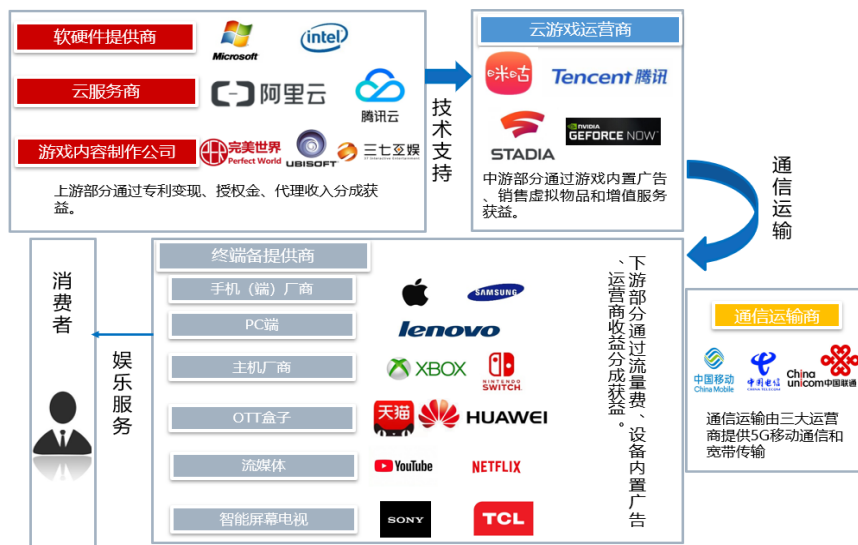 软硬件提供商
Microsoft
intel
云服务商
阿里云
腾讯云
游戏内容制作公司
完美世界
Perfect World
UBISOFT
三七互娱
37 Interactive Entertainment
上游部分通过专利变现、授权金、代理收入分成获
益。
技术支持
云游戏运营商
咪咕
Tencent 腾讯
STADIA
NVIDIA
GEFORCE NOW
中游部分通过游戏内置广告
、销售虚拟物品和增值服务
获益。
通信运输
通信运输商
中国移动
China Mobile
中国电信
CHINA TELECOM
China
unicom中国联通
通信运输由三大运营
商提供5G移动通信和
宽带传输
终端备提供商
手机（端）厂商
SAMSUNG
PC端
lenovo
主机厂商
XBOX
NINTENDO
SWITCH
OTT盒子
天猫
HUAWEI
流媒体
YouTube
NETFLIX
智能屏幕电视
SONY
TCL
下游部分通过流量费、设备内置广告
、运营商收益分成获益。
娱乐服务
消费者